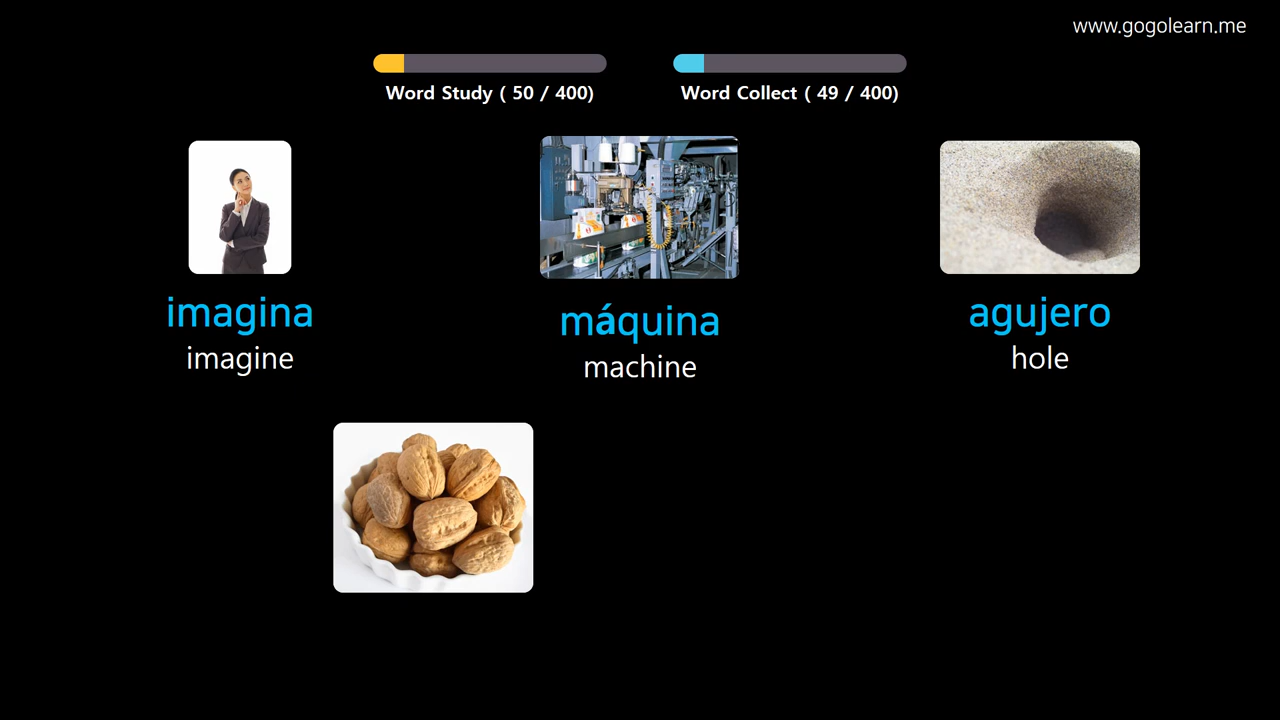 www.gogolearn.me
Word Study ( 50 / 400)
Word Collect ( 49 / 400)
imagina
imagine
máquina
machine
agujero
hole